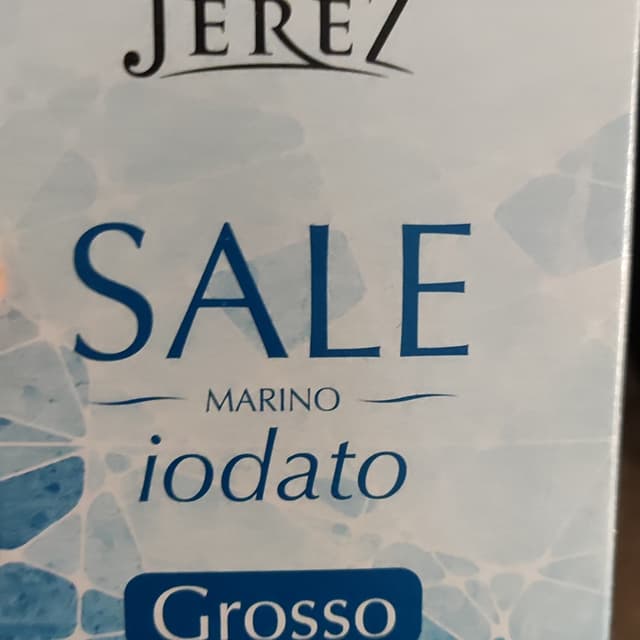 JEREZ
SALE
MARINO
iodato
Grosso